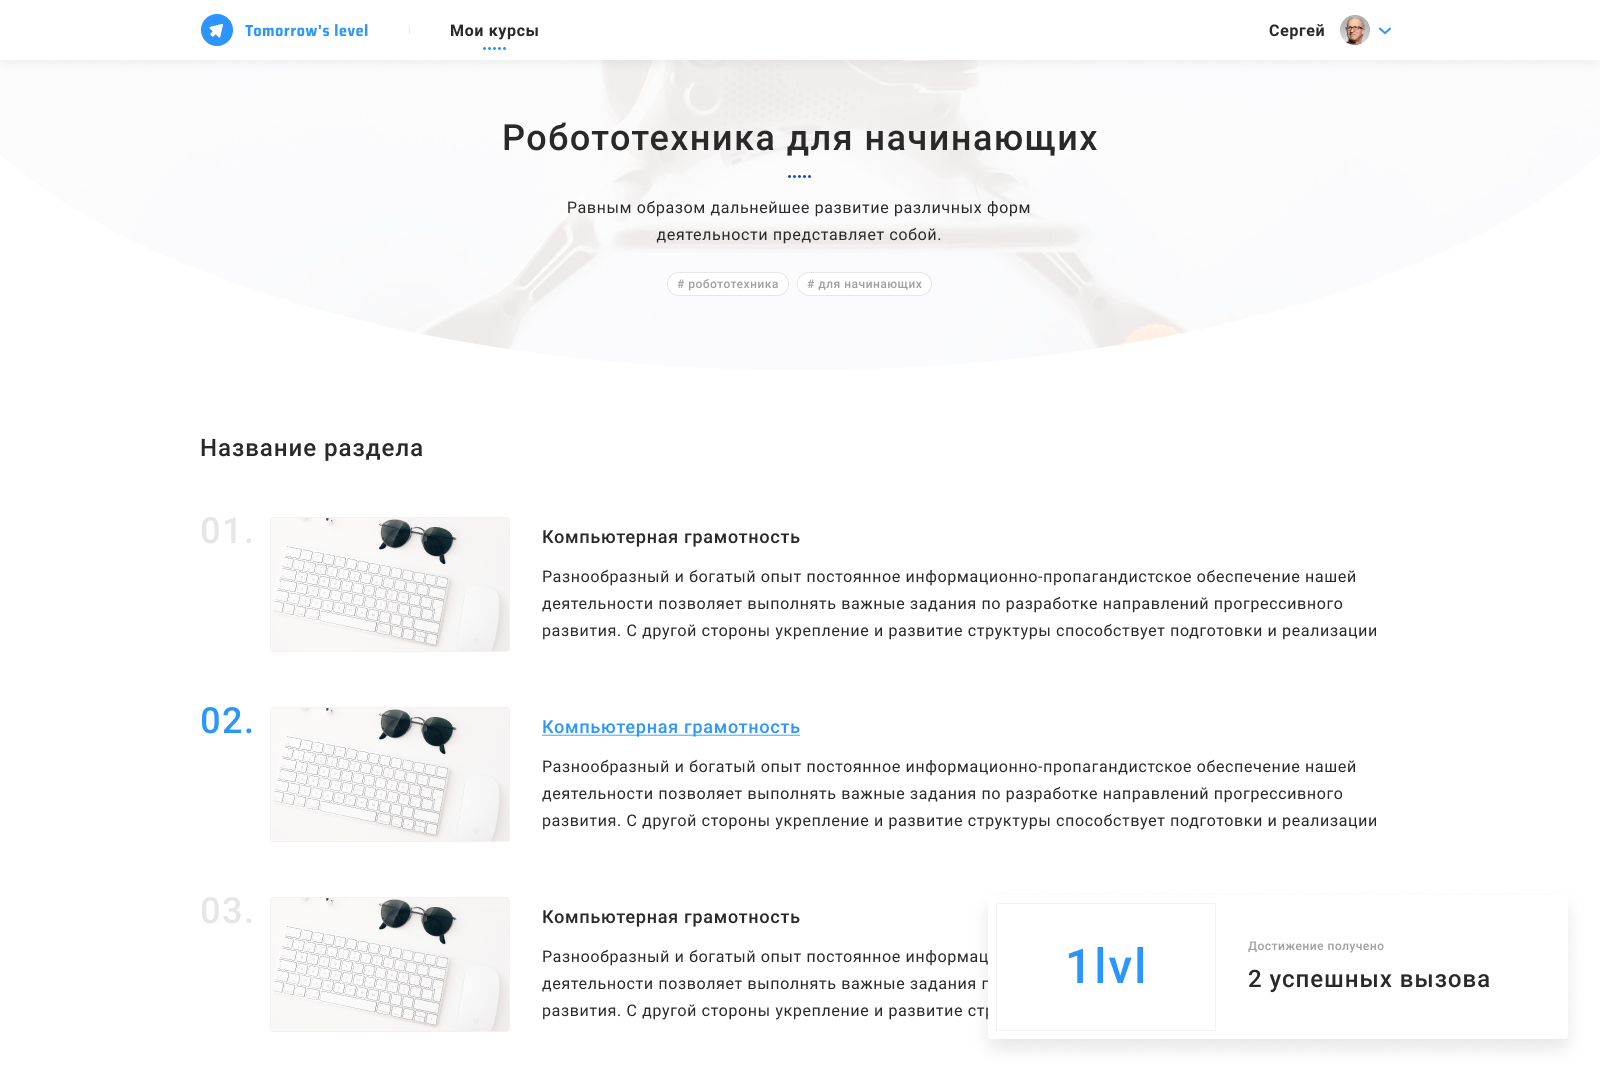 Tomorrow's level
Мои курсы
Сергей
Робототехника для начинающих
Равным образом дальнейшее развитие различных форм
деятельности представляет собой.
# робототехника
# для начинающих
Название раздела
01.
Компьютерная грамотность
Разнообразный и богатый опыт постоянное информационно-пропагандистское обеспечение нашей
деятельности позволяет выполнять важные задания по разработке направлений прогрессивного
развития. С другой стороны укрепление и развитие структуры способствует подготовки и реализации
02.
Компьютерная грамотность
Разнообразный и богатый опыт постоянное информационно-пропагандистское обеспечение нашей
деятельности позволяет выполнять важные задания по разработке направлений прогрессивного
развития. С другой стороны укрепление и развитие структуры способствует подготовки и реализации
03.
Компьютерная грамотность
Разнообразный и богатый опыт постоянное информац
деятельности позволяет выполнять важные задания п
развития. С другой стороны укрепление и развитие стр
1lvl
Достижение получено
2 успешных вызова